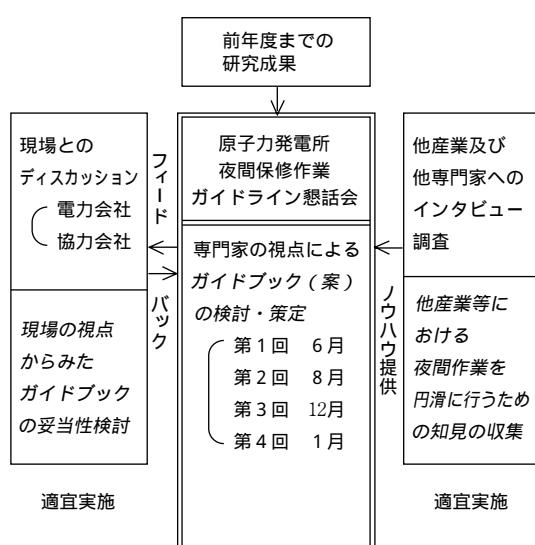 前年度までの
研究成果
現場との
ディスカッション
電力会社
協力会社
現場の視点
からみた
ガイドブック
の妥当性検討
適宜実施
フィード
バック
原子力発電所
夜間保修作業
ガイドライン懇話会
専門家の視点による
ガイドブック(案)
の検討・策定
第1回 6月
第2回 8月
第3回 12月
第4回 1月
ノウハウ提供
他産業及び
他専門家への
インタビュー
調査
他産業等に
おける
夜間作業を
円滑に行うため
の知見の収集
適宜実施